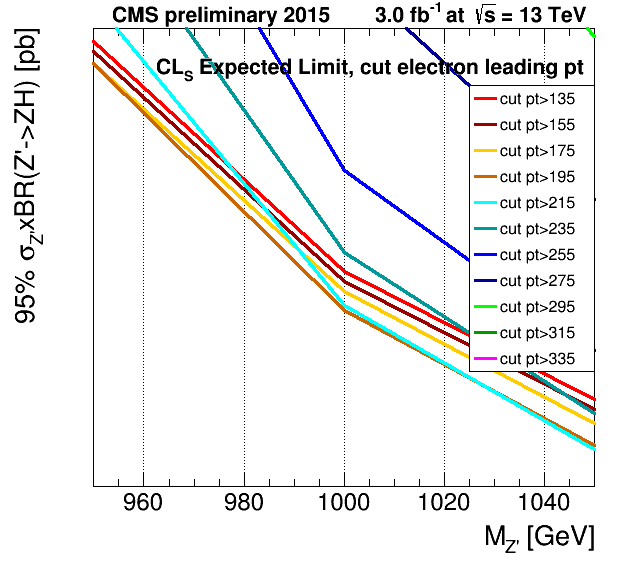 CMS preliminary 2015 3.0 fb⁻¹ at √s = 13 TeV
CLS Expected Limit, cut electron leading pt
95% σZ'xBR(Z'->ZH) [pb]
cut pt>135
cut pt>155
cut pt>175
cut pt>195
cut pt>215
cut pt>235
cut pt>255
cut pt>275
cut pt>295
cut pt>315
cut pt>335
960 980 1000 1020 1040
MZ' [GeV]